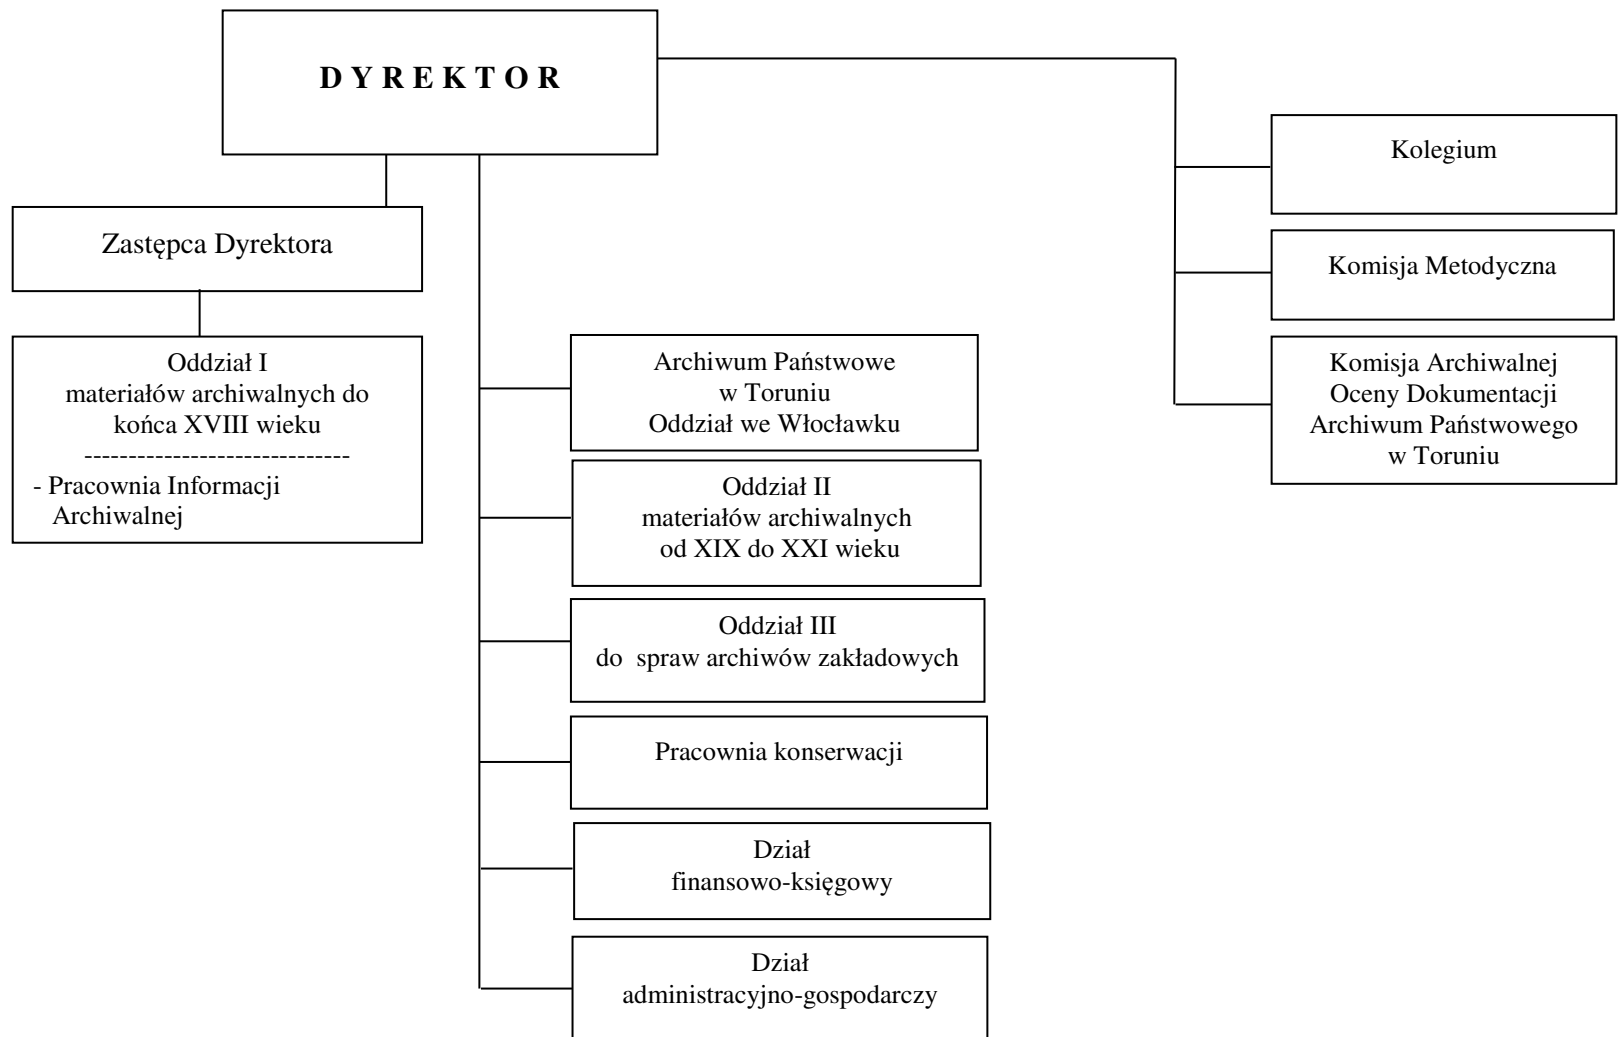 D Y R E K T O R
Zastępca Dyrektora
Oddział I
materiałów archiwalnych do
końca XVIII wieku
------------------------------
- Pracownia Informacji
Archiwalnej
Archiwum Państwowe
w Toruniu
Oddział we Włocławku
Oddział II
materiałów archiwalnych
od XIX do XXI wieku
Oddział III
do spraw archiwów zakładowych
Pracownia konserwacji
Dział
finansowo-księgowy
Dział
administracyjno-gospodarczy
Kolegium
Komisja Metodyczna
Komisja Archiwalnej
Oceny Dokumentacji
Archiwum Państwowego
w Toruniu